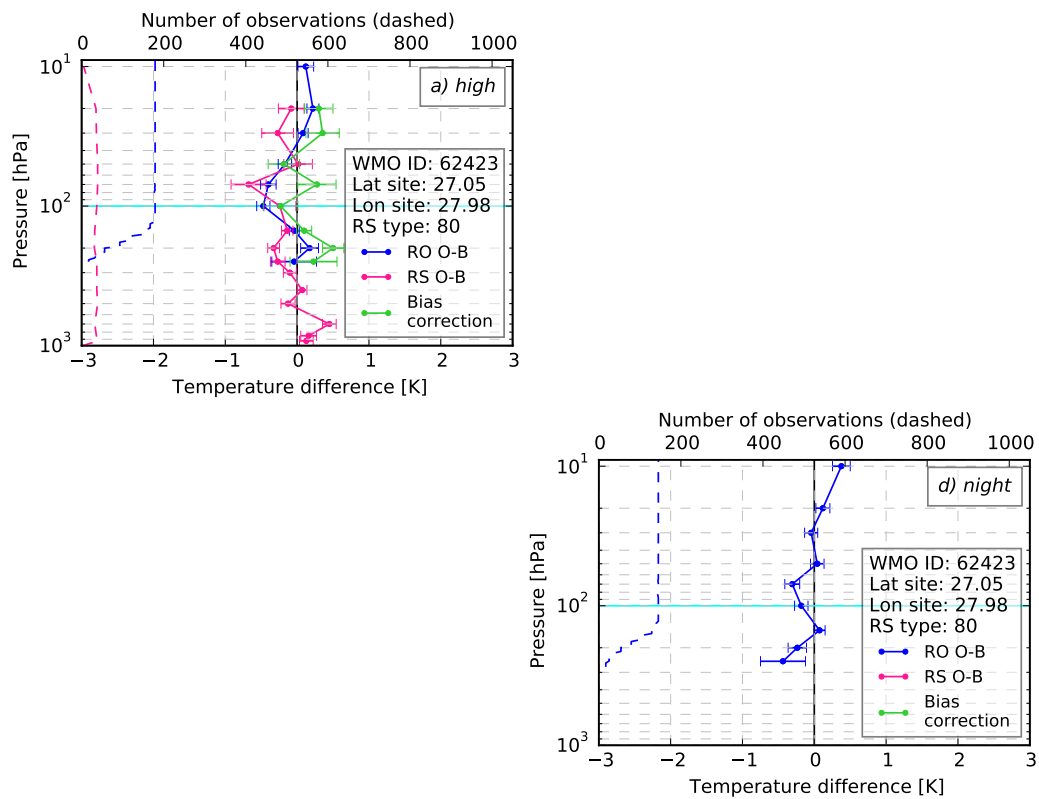 Number of observations (dashed)
0 200 400 600 800 1000
10¹
10²
10³
Pressure [hPa]
a) high
WMO ID: 62423
Lat site: 27.05
Lon site: 27.98
RS type: 80
RO O-B
RS O-B
Bias
correction
−3 −2 −1 0 1 2 3
Temperature difference [K]
Number of observations (dashed)
0 200 400 600 800 1000
10¹
10²
10³
Pressure [hPa]
d) night
WMO ID: 62423
Lat site: 27.05
Lon site: 27.98
RS type: 80
RO O-B
RS O-B
Bias
correction
−3 −2 −1 0 1 2 3
Temperature difference [K]